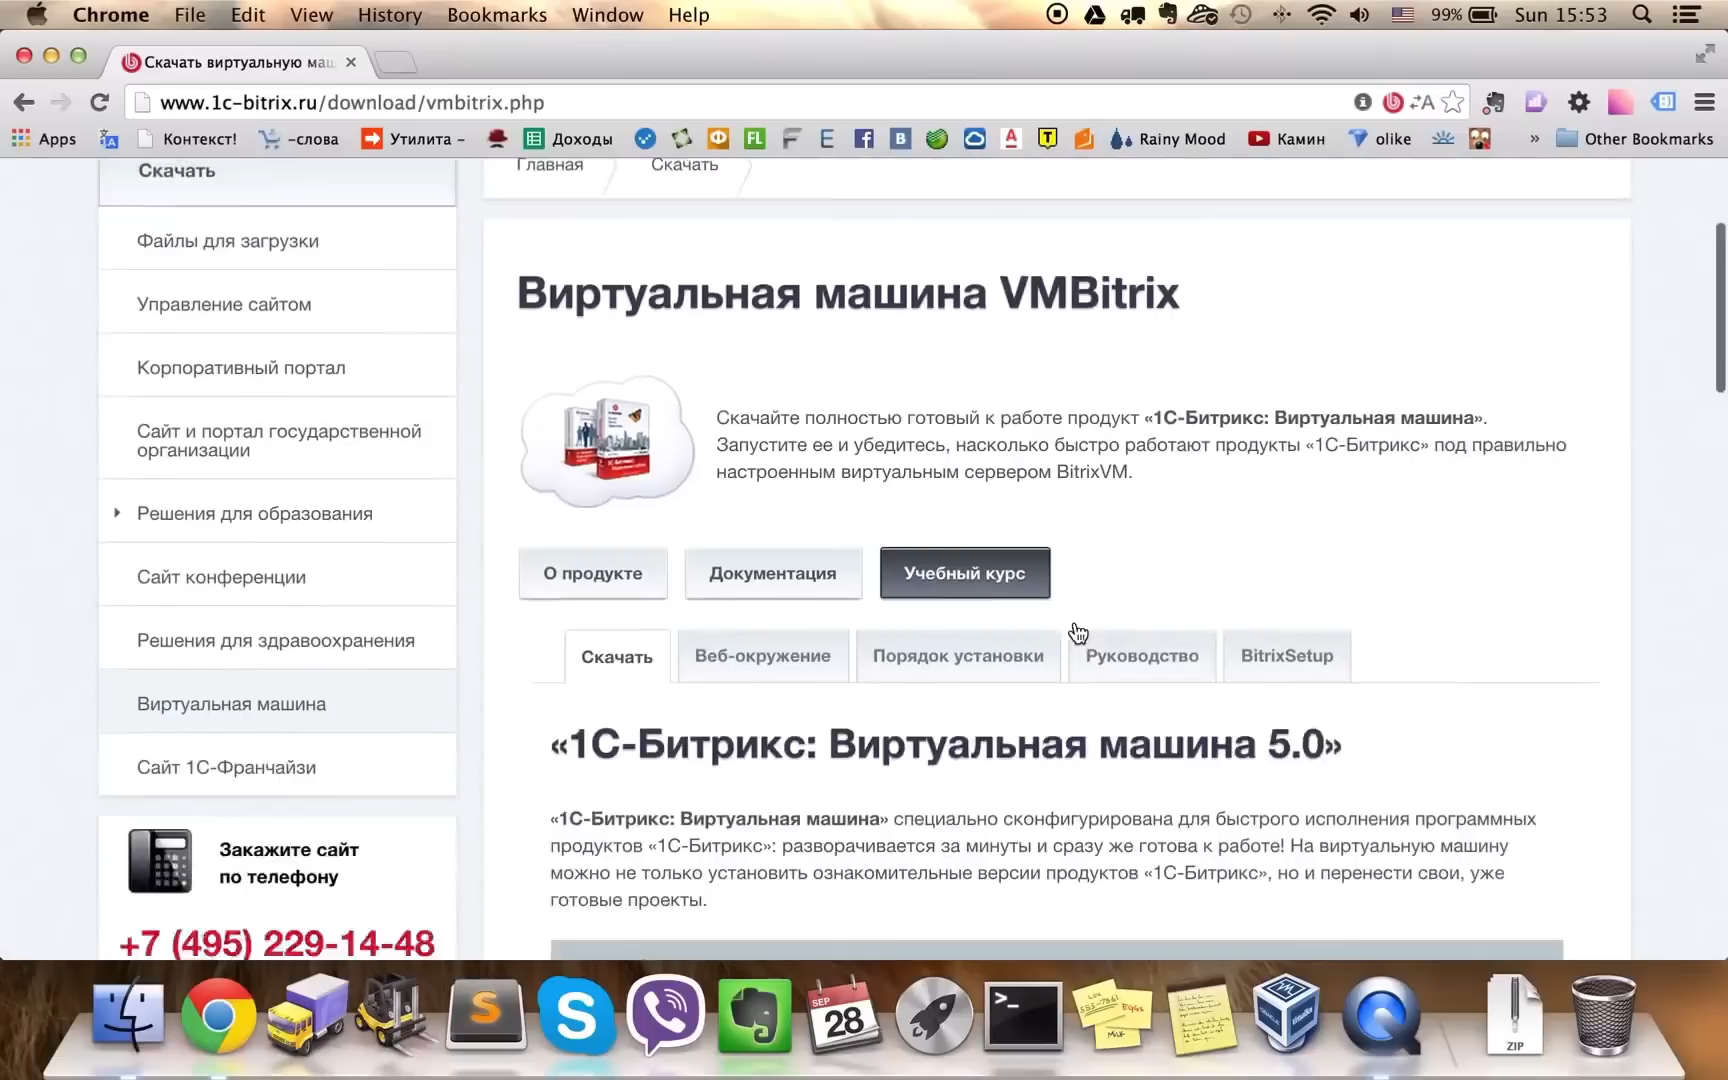 Chrome File Edit View History Bookmarks Window Help 99% Sun 15:53
Скачать виртуальную маш
www.1c-bitrix.ru/download/vmbitrix.php
Apps Контекст! -слова Утилита - Доходы Rainy Mood Камин olike » Other Bookmarks
Скачать
Файлы для загрузки
Управление сайтом
Корпоративный портал
Сайт и портал государственной
организации
Решения для образования
Сайт конференции
Решения для здравоохранения
Виртуальная машина
Сайт 1С-Франчайзи
Закажите сайт
по телефону
+7 (495) 229-14-48
Главная Скачать
Виртуальная машина VMBitrix
Скачайте полностью готовый к работе продукт «1С-Битрикс: Виртуальная машина».
Запустите ее и убедитесь, насколько быстро работают продукты «1С-Битрикс» под правильно
настроенным виртуальным сервером BitrixVM.
О продукте Документация Учебный курс
Скачать Веб-окружение Порядок установки Руководство BitrixSetup
«1С-Битрикс: Виртуальная машина 5.0»
«1С-Битрикс: Виртуальная машина» специально сконфигурирована для быстрого исполнения программных
продуктов «1С-Битрикс»: разворачивается за минуты и сразу же готова к работе! На виртуальную машину
можно не только установить ознакомительные версии продуктов «1С-Битрикс», но и перенести свои, уже
готовые проекты.
SEP
28
ZIP